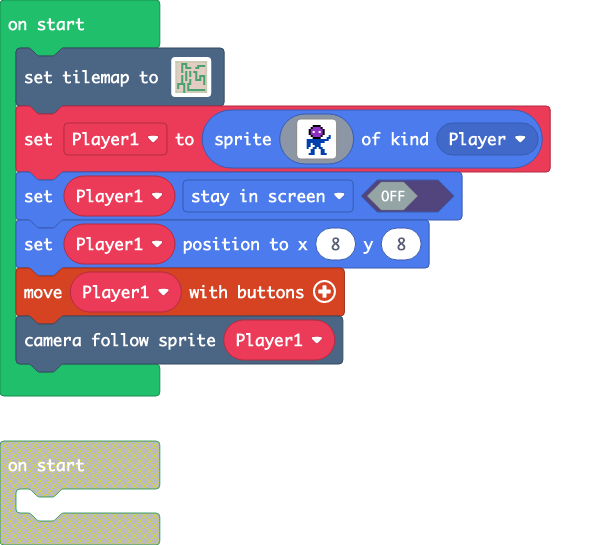 on start
set tilemap to
set Player1 to sprite of kind Player
set Player1 stay in screen OFF
set Player1 position to x 8 y 8
move Player1 with buttons
camera follow sprite Player1
on start